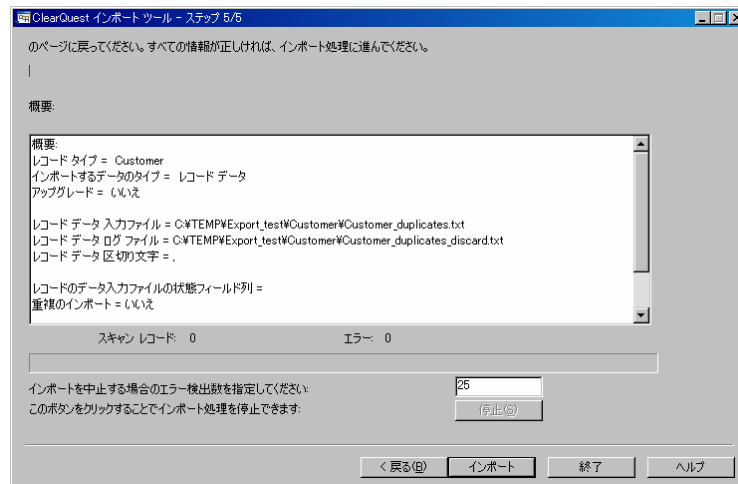 ClearQuest インポート ツール - ステップ 5/5
のページに戻ってください。すべての情報が正しければ、インポート処理に進んでください。
概要:
概要:
レコード タイプ = Customer
インポートするデータのタイプ = レコード データ
アップグレード = いいえ
レコード データ 入力ファイル = C:¥TEMP¥Export_test¥Customer¥Customer_duplicates.txt
レコード データ ログ ファイル = C:¥TEMP¥Export_test¥Customer¥Customer_duplicates_discard.txt
レコード データ 区切り文字 = ,
レコードのデータ入力ファイルの状態フィールド列 =
重複のインポート = いいえ
スキャン レコード: 0 エラー: 0
インポートを中止する場合のエラー検出数を指定してください: 25
このボタンをクリックすることでインポート処理を停止できます: 停止(S)
< 戻る(B) インポート 終了 ヘルプ